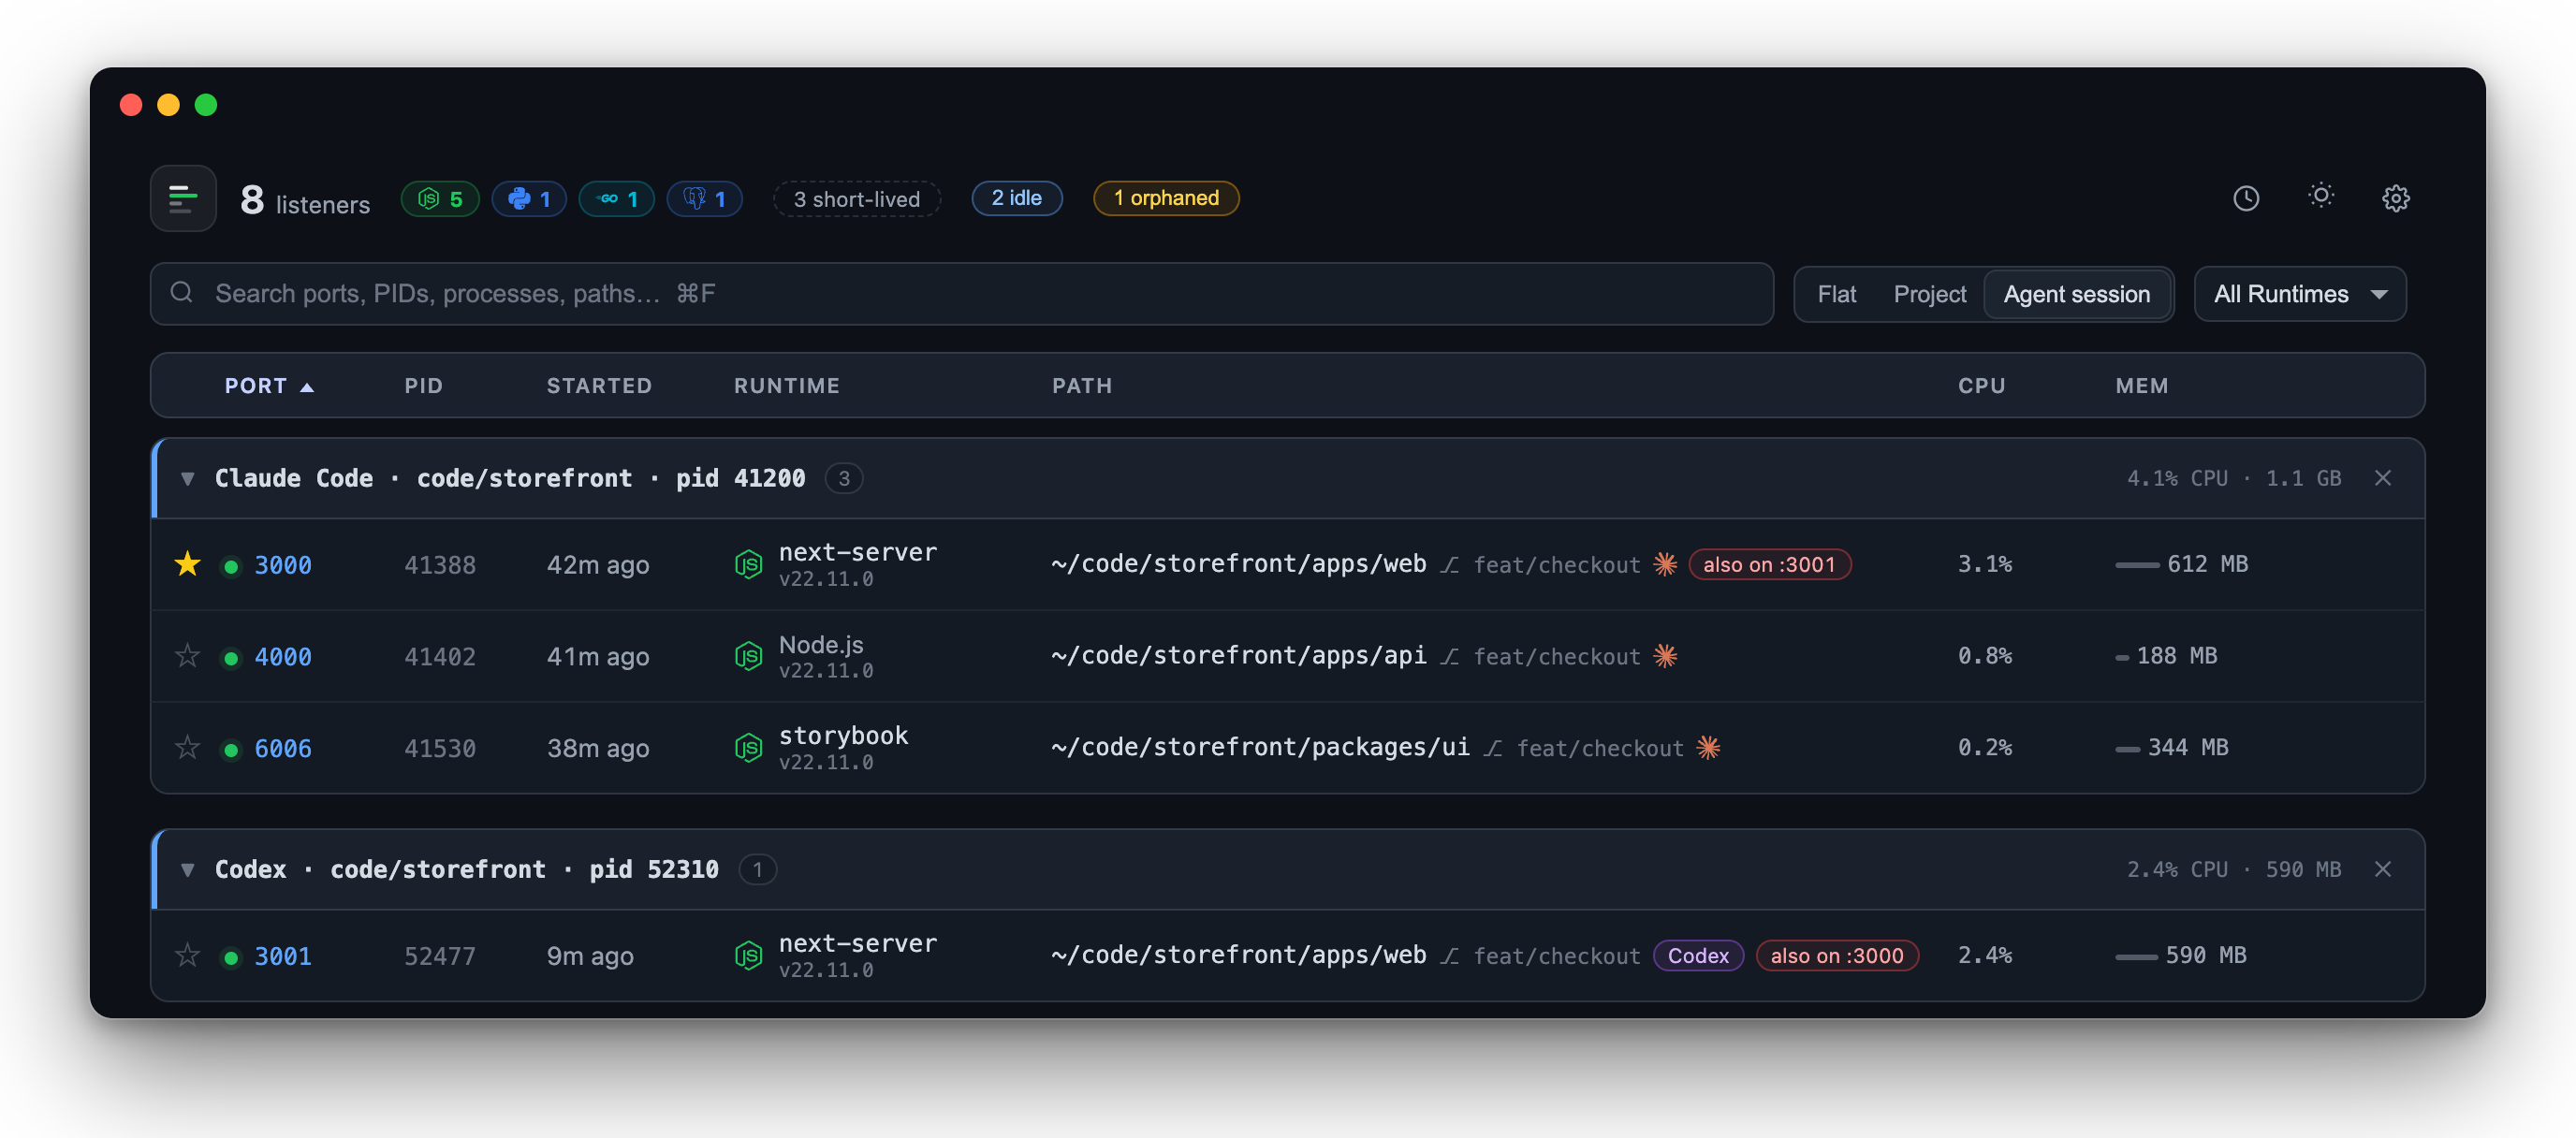 8 listeners 5 1 GO 1 1 3 short-lived 2 idle 1 orphaned
Search ports, PIDs, processes, paths… ⌘F Flat Project Agent session All Runtimes
PORT PID STARTED RUNTIME PATH CPU MEM
Claude Code · code/storefront · pid 41200 3 4.1% CPU · 1.1 GB
3000 41388 42m ago JS next-server ~/code/storefront/apps/web feat/checkout also on :3001 3.1% 612 MB
v22.11.0
4000 41402 41m ago JS Node.js ~/code/storefront/apps/api feat/checkout 0.8% 188 MB
v22.11.0
6006 41530 38m ago JS storybook ~/code/storefront/packages/ui feat/checkout 0.2% 344 MB
v22.11.0
Codex · code/storefront · pid 52310 1 2.4% CPU · 590 MB
3001 52477 9m ago JS next-server ~/code/storefront/apps/web feat/checkout Codex also on :3000 2.4% 590 MB
v22.11.0